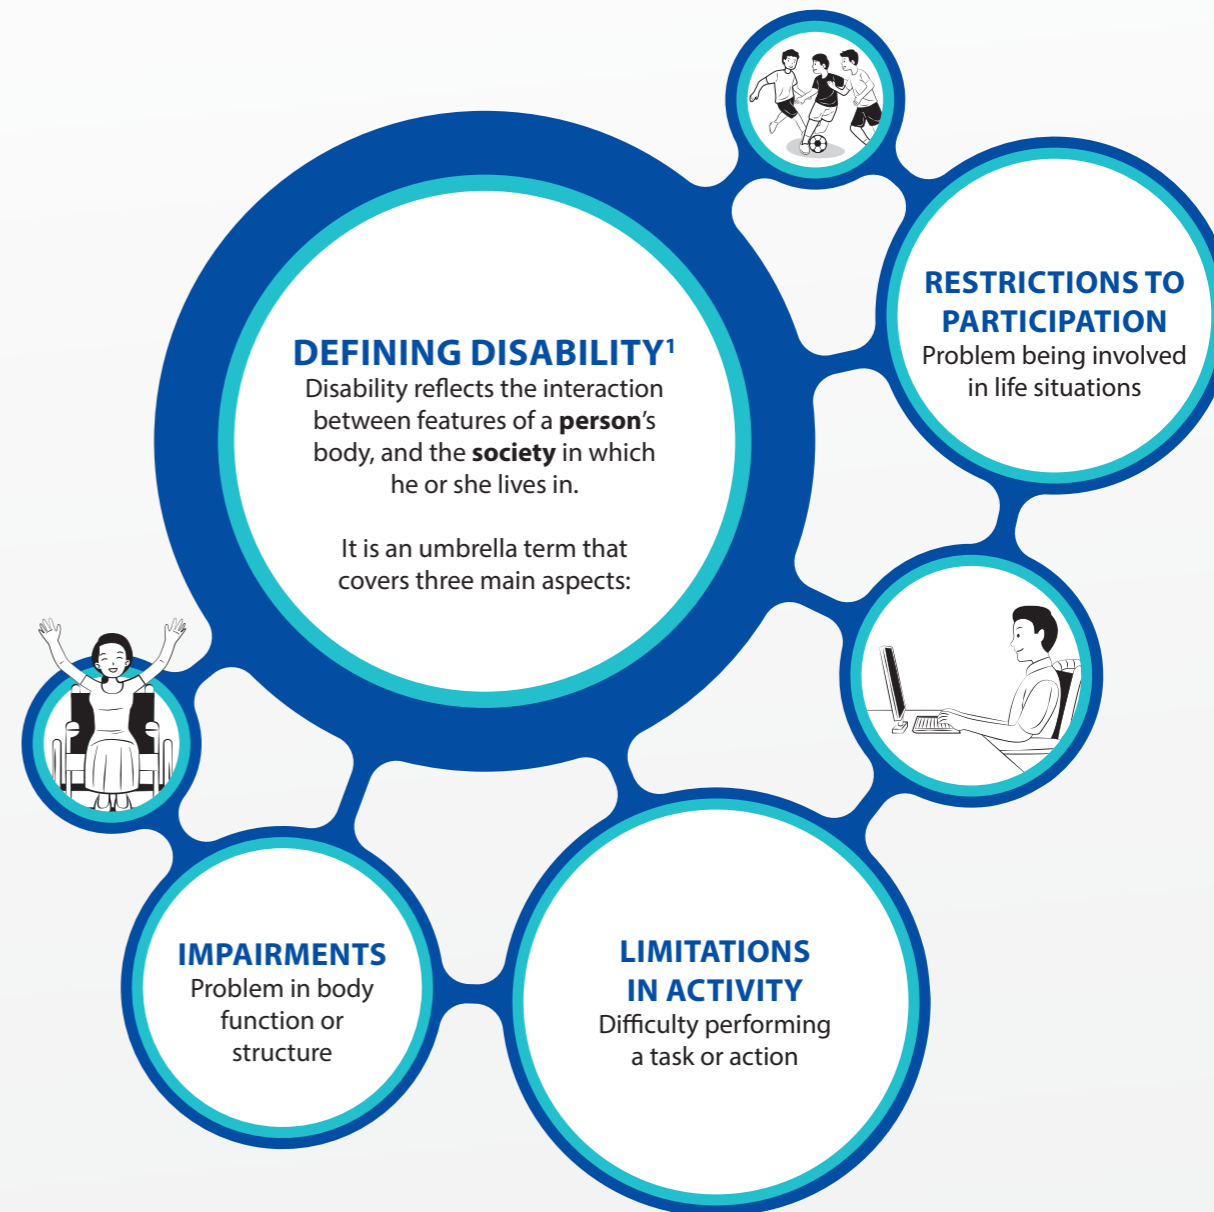 DEFINING DISABILITY¹
Disability reflects the interaction
between features of a person's
body, and the society in which
he or she lives in.
It is an umbrella term that
covers three main aspects:
RESTRICTIONS TO
PARTICIPATION
Problem being involved
in life situations
IMPAIRMENTS
Problem in body
function or
structure
LIMITATIONS
IN ACTIVITY
Difficulty performing
a task or action